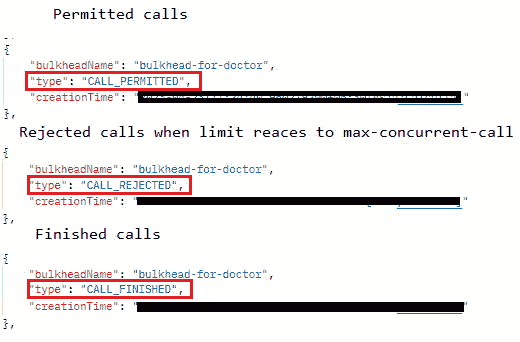 Permitted calls
{
"bulkheadName": "bulkhead-for-doctor",
"type": "CALL_PERMITTED",
"creationTime": "
},
Rejected calls when limit reaces to max-concurrent-call
{
"bulkheadName": "bulkhead-for-doctor",
"type": "CALL_REJECTED",
"creationTime": "
},
Finished calls
{
"bulkheadName": "bulkhead-for-doctor",
"type": "CALL_FINISHED",
"creationTime": "
},